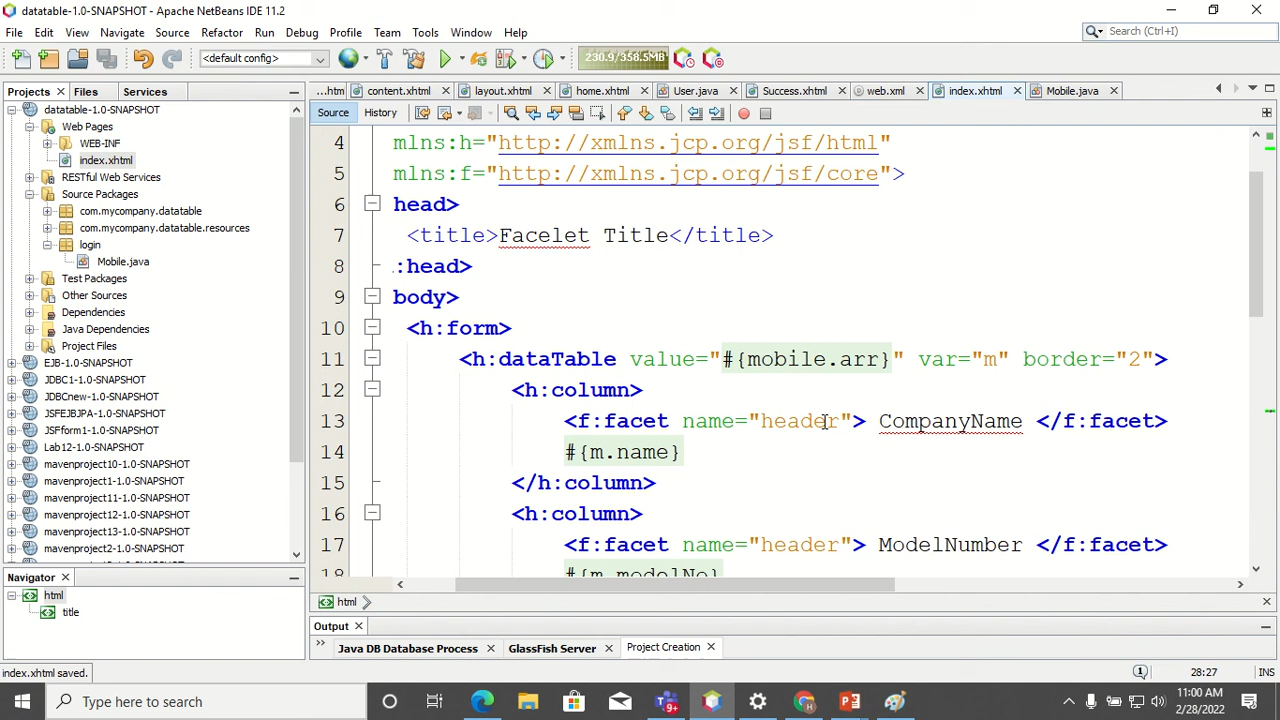 datatable-1.0-SNAPSHOT - Apache NetBeans IDE 11.2
File Edit View Navigate Source Refactor Run Debug Profile Team Tools Window Help
Search (Ctrl+I)
<default config>
230.9/358.5MB
Projects Files Services
...htm content.xhtml layout.xhtml home.xhtml User.java Success.xhtml web.xml index.xhtml Mobile.java
Source History
datatable-1.0-SNAPSHOT
Web Pages
WEB-INF
index.xhtml
RESTful Web Services
Source Packages
com.mycompany.datatable
com.mycompany.datatable.resources
login
Mobile.java
Test Packages
Other Sources
Dependencies
Java Dependencies
Project Files
EJB-1.0-SNAPSHOT
JDBC1-1.0-SNAPSHOT
JDBCnew-1.0-SNAPSHOT
JSFEJBJPA-1.0-SNAPSHOT
JSFform1-1.0-SNAPSHOT
Lab12-1.0-SNAPSHOT
mavenproject10-1.0-SNAPSHOT
mavenproject1-1.0-SNAPSHOT
mavenproject11-1.0-SNAPSHOT
mavenproject12-1.0-SNAPSHOT
mavenproject13-1.0-SNAPSHOT
mavenproject2-1.0-SNAPSHOT
4 mlns:h="http://xmlns.jcp.org/jsf/html"
5 mlns:f="http://xmlns.jcp.org/jsf/core">
6 head>
7 <title>Facelet Title</title>
8 :head>
9 body>
10 <h:form>
11 <h:dataTable value="#{mobile.arr}" var="m" border="2">
12 <h:column>
13 <f:facet name="header"> CompanyName </f:facet>
14 #{m.name}
15 </h:column>
16 <h:column>
17 <f:facet name="header"> ModelNumber </f:facet>
18 #{m.modelNo}
Navigator
html
title
html
Output
Java DB Database Process GlassFish Server Project Creation
index.xhtml saved.
28:27 INS
Type here to search
9+
11:00 AM
2/28/2022